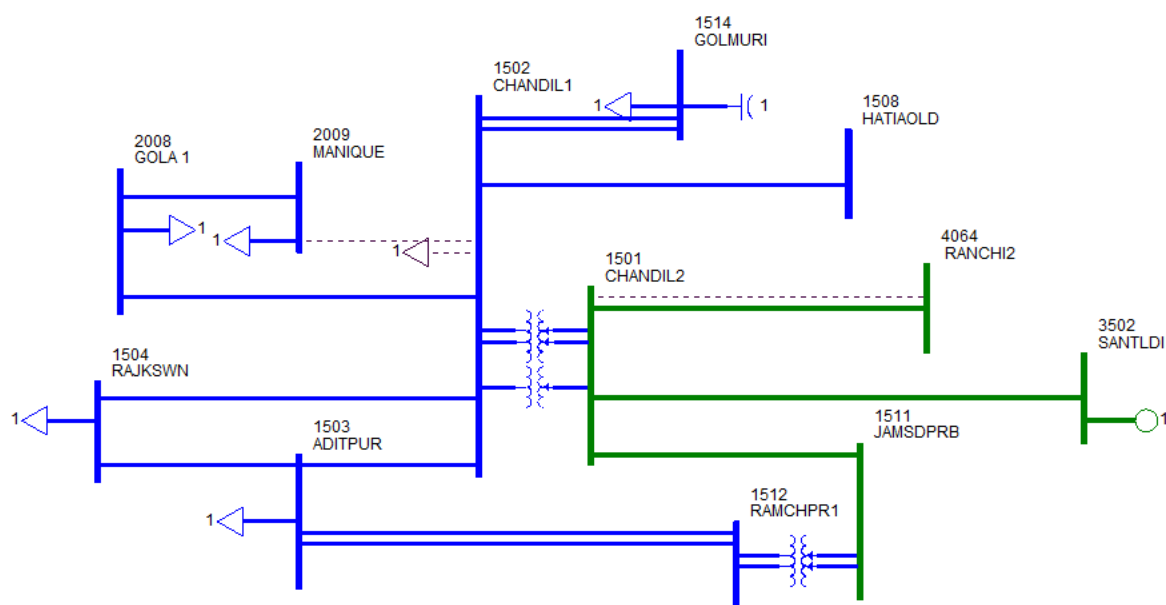 1514
GOLMURI
1502
CHANDIL1
1
1
1508
HATIAOLD
2009
MANIQUE
2008
GOLA 1
1
1
1
4064
RANCHI2
1501
CHANDIL2
3502
SANTLDI
1504
RAJKSWN
1
1
1511
JAMSDPRB
1503
ADITPUR
1512
RAMCHPR1
1